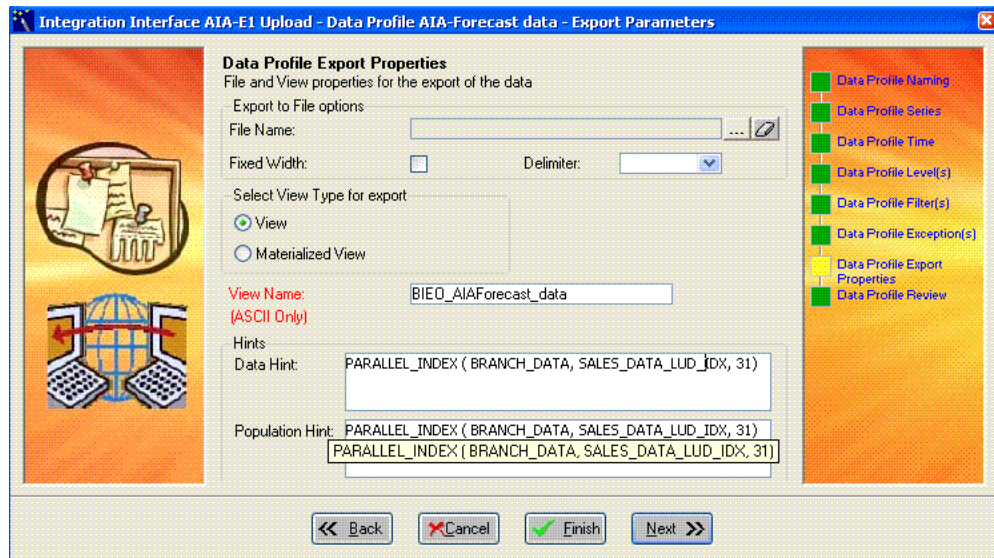 Integration Interface AIA-E1 Upload - Data Profile AIA-Forecast data - Export Parameters
Data Profile Export Properties
File and View properties for the export of the data
Export to File options
File Name:
...
Fixed Width:
Delimiter:
Select View Type for export
View
Materialized View
View Name:
BIEO_AIAForecast_data
(ASCII Only)
Hints
Data Hint:
PARALLEL_INDEX ( BRANCH_DATA, SALES_DATA_LUD_IDX, 31)
Population Hint:
PARALLEL_INDEX ( BRANCH_DATA, SALES_DATA_LUD_IDX, 31)
PARALLEL_INDEX ( BRANCH_DATA, SALES_DATA_LUD_IDX, 31)
Data Profile Naming
Data Profile Series
Data Profile Time
Data Profile Level(s)
Data Profile Filter(s)
Data Profile Exception(s)
Data Profile Export
Properties
Data Profile Review
Back
Cancel
Finish
Next